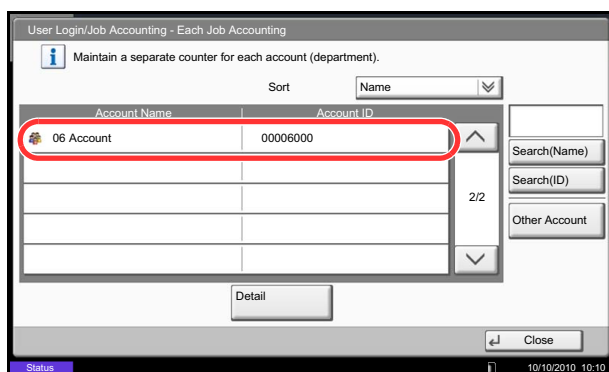 User Login/Job Accounting - Each Job Accounting
i Maintain a separate counter for each account (department).
Sort Name
Account Name Account ID
06 Account 00006000
Search(Name)
Search(ID)
2/2
Other Account
Detail
Close
Status 10/10/2010 10:10